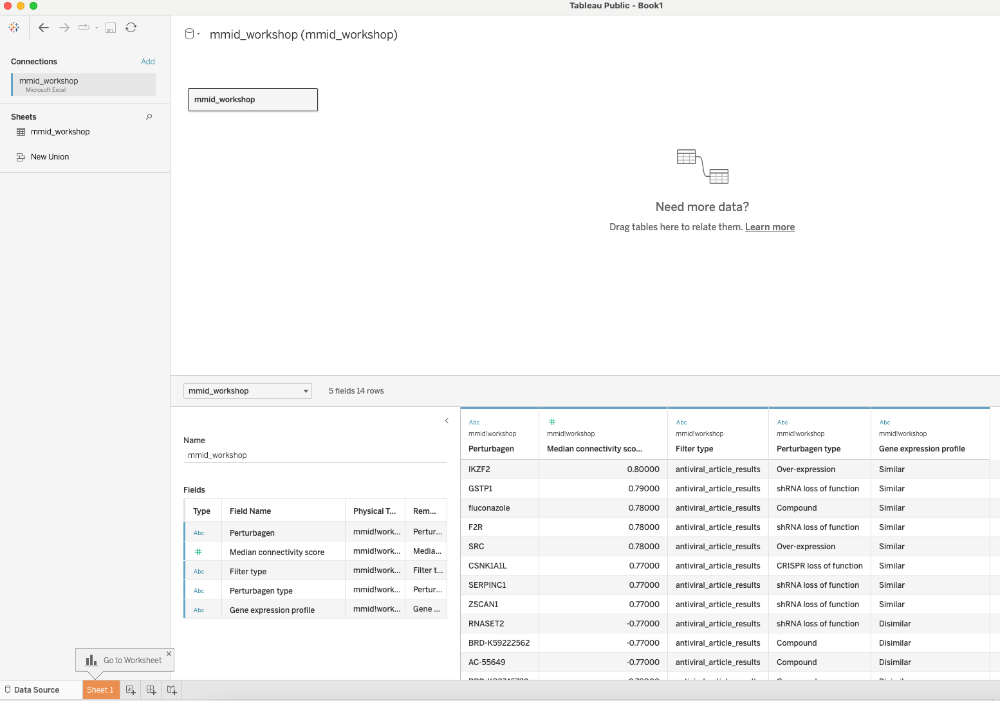 Tableau Public - Book1
mmid_workshop (mmid_workshop)
Connections Add
mmid_workshop
Microsoft Excel
Sheets
mmid_workshop
New Union
mmid_workshop
Need more data?
Drag tables here to relate them. Learn more
mmid_workshop 5 fields 14 rows
Name
mmid_workshop
Fields
Type Field Name Physical T... Rem...
Abc Perturbagen mmid!work... Pertur...
# Median connectivity score mmid!work... Media...
Abc Filter type mmid!work... Filter t...
Abc Perturbagen type mmid!work... Pertur...
Abc Gene expression profile mmid!work... Gene ...
Abc # Abc Abc Abc
mmid!workshop mmid!workshop mmid!workshop mmid!workshop mmid!workshop
Perturbagen Median connectivity sco... Filter type Perturbagen type Gene expression profile
IKZF2 0.80000 antiviral_article_results Over-expression Similar
GSTP1 0.79000 antiviral_article_results shRNA loss of function Similar
fluconazole 0.78000 antiviral_article_results Compound Similar
F2R 0.78000 antiviral_article_results shRNA loss of function Similar
SRC 0.78000 antiviral_article_results Over-expression Similar
CSNK1A1L 0.77000 antiviral_article_results CRISPR loss of function Similar
SERPINC1 0.77000 antiviral_article_results shRNA loss of function Similar
ZSCAN1 0.77000 antiviral_article_results shRNA loss of function Similar
RNASET2 -0.77000 antiviral_article_results shRNA loss of function Disimilar
BRD-K59222562 -0.77000 antiviral_article_results Compound Disimilar
AC-55649 -0.77000 antiviral_article_results Compound Disimilar
Go to Worksheet
Data Source Sheet 1